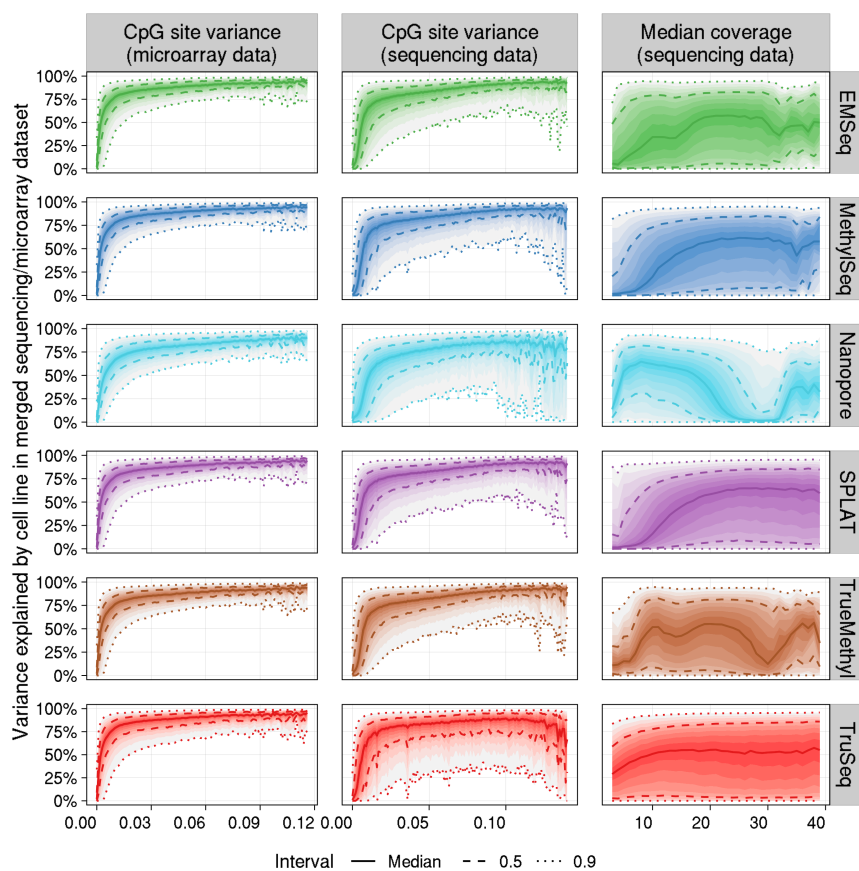 CpG site variance
(microarray data)
CpG site variance
(sequencing data)
Median coverage
(sequencing data)
Variance explained by cell line in merged sequencing/microarray dataset
100%
75%
50%
25%
0%
EMSeq
100%
75%
50%
25%
0%
MethylSeq
100%
75%
50%
25%
0%
Nanopore
100%
75%
50%
25%
0%
SPLAT
100%
75%
50%
25%
0%
TrueMethyl
100%
75%
50%
25%
0%
TruSeq
0.00 0.03 0.06 0.09 0.12 0.00 0.05 0.10 10 20 30 40
Interval Median 0.5 0.9